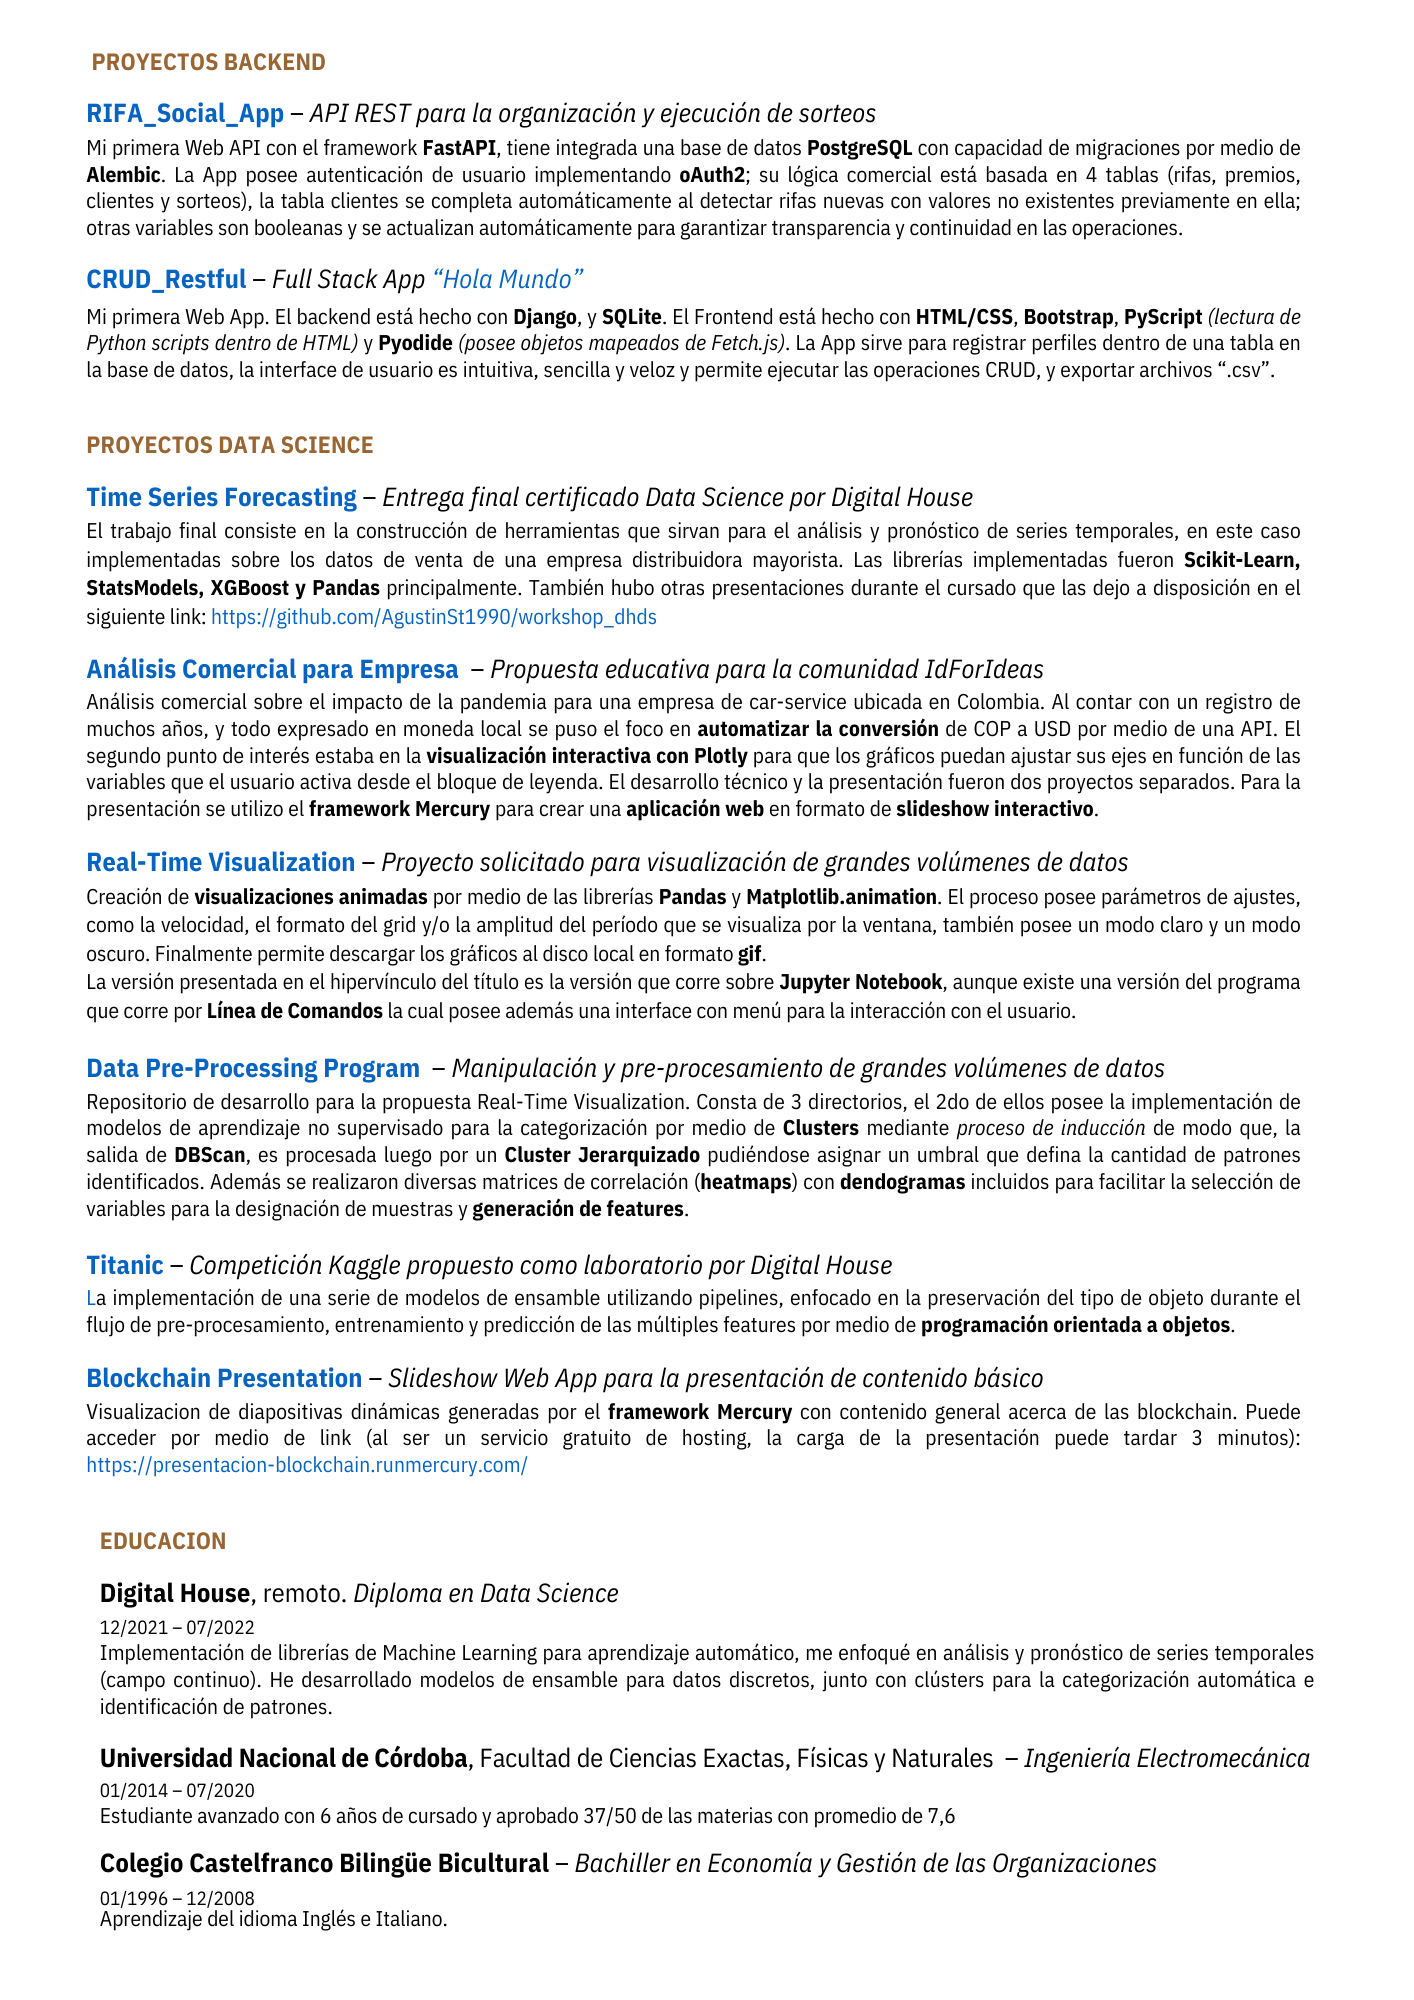 PROYECTOS BACKEND
RIFA_Social_App – API REST para la organización y ejecución de sorteos
Mi primera Web API con el framework FastAPI, tiene integrada una base de datos PostgreSQL con capacidad de migraciones por medio de
Alembic. La App posee autenticación de usuario implementando oAuth2; su lógica comercial está basada en 4 tablas (rifas, premios,
clientes y sorteos), la tabla clientes se completa automáticamente al detectar rifas nuevas con valores no existentes previamente en ella;
otras variables son booleanas y se actualizan automáticamente para garantizar transparencia y continuidad en las operaciones.
CRUD_Restful – Full Stack App “Hola Mundo”
Mi primera Web App. El backend está hecho con Django, y SQLite. El Frontend está hecho con HTML/CSS, Bootstrap, PyScript (lectura de
Python scripts dentro de HTML) y Pyodide (posee objetos mapeados de Fetch.js). La App sirve para registrar perfiles dentro de una tabla en
la base de datos, la interface de usuario es intuitiva, sencilla y veloz y permite ejecutar las operaciones CRUD, y exportar archivos “.csv”.
PROYECTOS DATA SCIENCE
Time Series Forecasting – Entrega final certificado Data Science por Digital House
El trabajo final consiste en la construcción de herramientas que sirvan para el análisis y pronóstico de series temporales, en este caso
implementadas sobre los datos de venta de una empresa distribuidora mayorista. Las librerías implementadas fueron Scikit-Learn,
StatsModels, XGBoost y Pandas principalmente. También hubo otras presentaciones durante el cursado que las dejo a disposición en el
siguiente link: https://github.com/AgustinSt1990/workshop_dhds
Análisis Comercial para Empresa – Propuesta educativa para la comunidad IdForIdeas
Análisis comercial sobre el impacto de la pandemia para una empresa de car-service ubicada en Colombia. Al contar con un registro de
muchos años, y todo expresado en moneda local se puso el foco en automatizar la conversión de COP a USD por medio de una API. El
segundo punto de interés estaba en la visualización interactiva con Plotly para que los gráficos puedan ajustar sus ejes en función de las
variables que el usuario activa desde el bloque de leyenda. El desarrollo técnico y la presentación fueron dos proyectos separados. Para la
presentación se utilizo el framework Mercury para crear una aplicación web en formato de slideshow interactivo.
Real-Time Visualization – Proyecto solicitado para visualización de grandes volúmenes de datos
Creación de visualizaciones animadas por medio de las librerías Pandas y Matplotlib.animation. El proceso posee parámetros de ajustes,
como la velocidad, el formato del grid y/o la amplitud del período que se visualiza por la ventana, también posee un modo claro y un modo
oscuro. Finalmente permite descargar los gráficos al disco local en formato gif.
La versión presentada en el hipervínculo del título es la versión que corre sobre Jupyter Notebook, aunque existe una versión del programa
que corre por Línea de Comandos la cual posee además una interface con menú para la interacción con el usuario.
Data Pre-Processing Program – Manipulación y pre-procesamiento de grandes volúmenes de datos
Repositorio de desarrollo para la propuesta Real-Time Visualization. Consta de 3 directorios, el 2do de ellos posee la implementación de
modelos de aprendizaje no supervisado para la categorización por medio de Clusters mediante proceso de inducción de modo que, la
salida de DBScan, es procesada luego por un Cluster Jerarquizado pudiéndose asignar un umbral que defina la cantidad de patrones
identificados. Además se realizaron diversas matrices de correlación (heatmaps) con dendogramas incluidos para facilitar la selección de
variables para la designación de muestras y generación de features.
Titanic – Competición Kaggle propuesto como laboratorio por Digital House
La implementación de una serie de modelos de ensamble utilizando pipelines, enfocado en la preservación del tipo de objeto durante el
flujo de pre-procesamiento, entrenamiento y predicción de las múltiples features por medio de programación orientada a objetos.
Blockchain Presentation – Slideshow Web App para la presentación de contenido básico
Visualizacion de diapositivas dinámicas generadas por el framework Mercury con contenido general acerca de las blockchain. Puede
acceder por medio de link (al ser un servicio gratuito de hosting, la carga de la presentación puede tardar 3 minutos):
https://presentacion-blockchain.runmercury.com/
EDUCACION
Digital House, remoto. Diploma en Data Science
12/2021 – 07/2022
Implementación de librerías de Machine Learning para aprendizaje automático, me enfoqué en análisis y pronóstico de series temporales
(campo continuo). He desarrollado modelos de ensamble para datos discretos, junto con clústers para la categorización automática e
identificación de patrones.
Universidad Nacional de Córdoba, Facultad de Ciencias Exactas, Físicas y Naturales – Ingeniería Electromecánica
01/2014 – 07/2020
Estudiante avanzado con 6 años de cursado y aprobado 37/50 de las materias con promedio de 7,6
Colegio Castelfranco Bilingüe Bicultural – Bachiller en Economía y Gestión de las Organizaciones
01/1996 – 12/2008
Aprendizaje del idioma Inglés e Italiano.